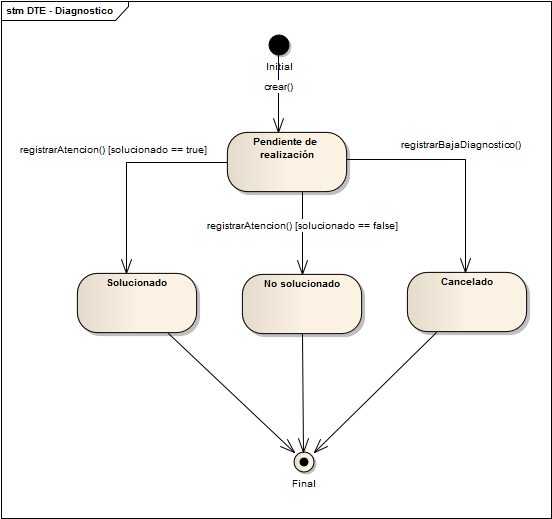 stm DTE - Diagnostico
Initial
crear()
Pendiente de
realización
registrarAtencion() [solucionado == true]
registrarBajaDiagnostico()
registrarAtencion() [solucionado == false]
Solucionado
No solucionado
Cancelado
Final